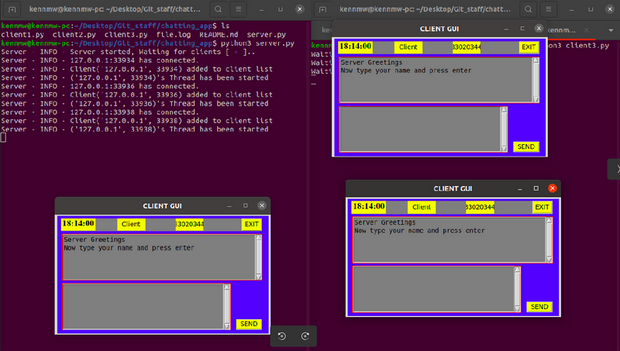 kennmw@kennmw-pc: ~/Desktop/Git_staff/chatting_app
kennmw@kennmw-pc:~/Desktop/Git_staff/chatting_app$ ls
client1.py client2.py client3.py file.log README.md server.py
kennmw@kennmw-pc:~/Desktop/Git_staff/chatting_app$ python3 server.py
Server - INFO - Server started, Waiting for clients [ - ]..
Server - INFO - 127.0.0.1:33934 has connected.
Server - INFO - Client('127.0.0.1', 33934) added to client list
Server - INFO - ('127.0.0.1', 33934)'s Thread has been started
Server - INFO - 127.0.0.1:33936 has connected.
Server - INFO - Client('127.0.0.1', 33936) added to client list
Server - INFO - ('127.0.0.1', 33936)'s Thread has been started
Server - INFO - 127.0.0.1:33938 has connected.
Server - INFO - Client('127.0.0.1', 33938) added to client list
Server - INFO - ('127.0.0.1', 33938)'s Thread has been started
CLIENT GUI
18:14:00 Client 33020344 EXIT
Server Greetings
Now type your name and press enter
SEND
kennm
client3.py
Waiti
Wait
Wait
kennmw...
CLIENT GUI
18:14:00 Client 33020344 EXIT
Server Greetings
Now type your name and press enter
SEND
CLIENT GUI
18:14:00 Client 33020344 EXIT
Server Greetings
Now type your name and press enter
SEND